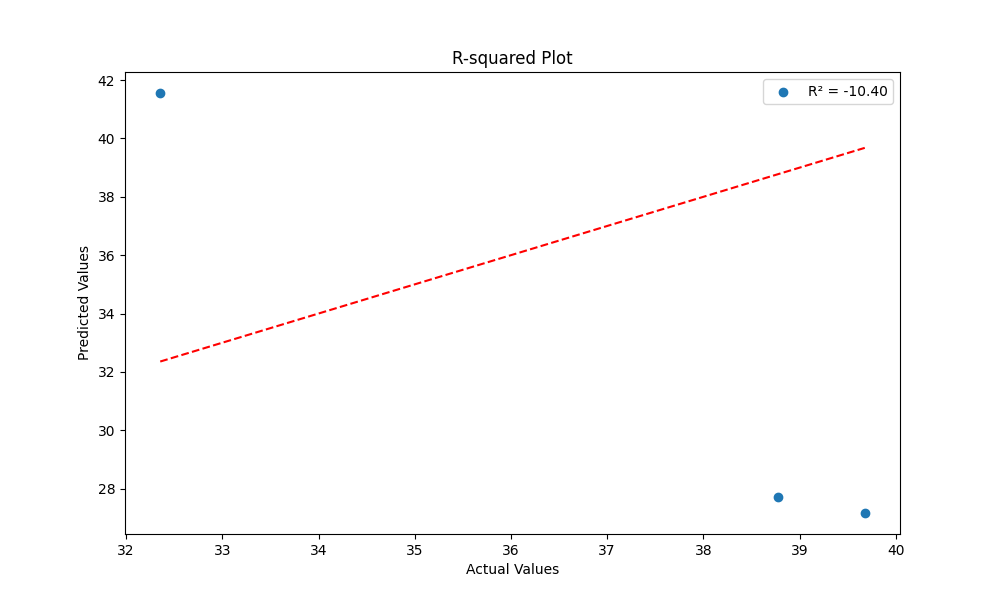 R-squared Plot
R² = -10.40
Predicted Values
42
40
38
36
34
32
30
28
32 33 34 35 36 37 38 39 40
Actual Values